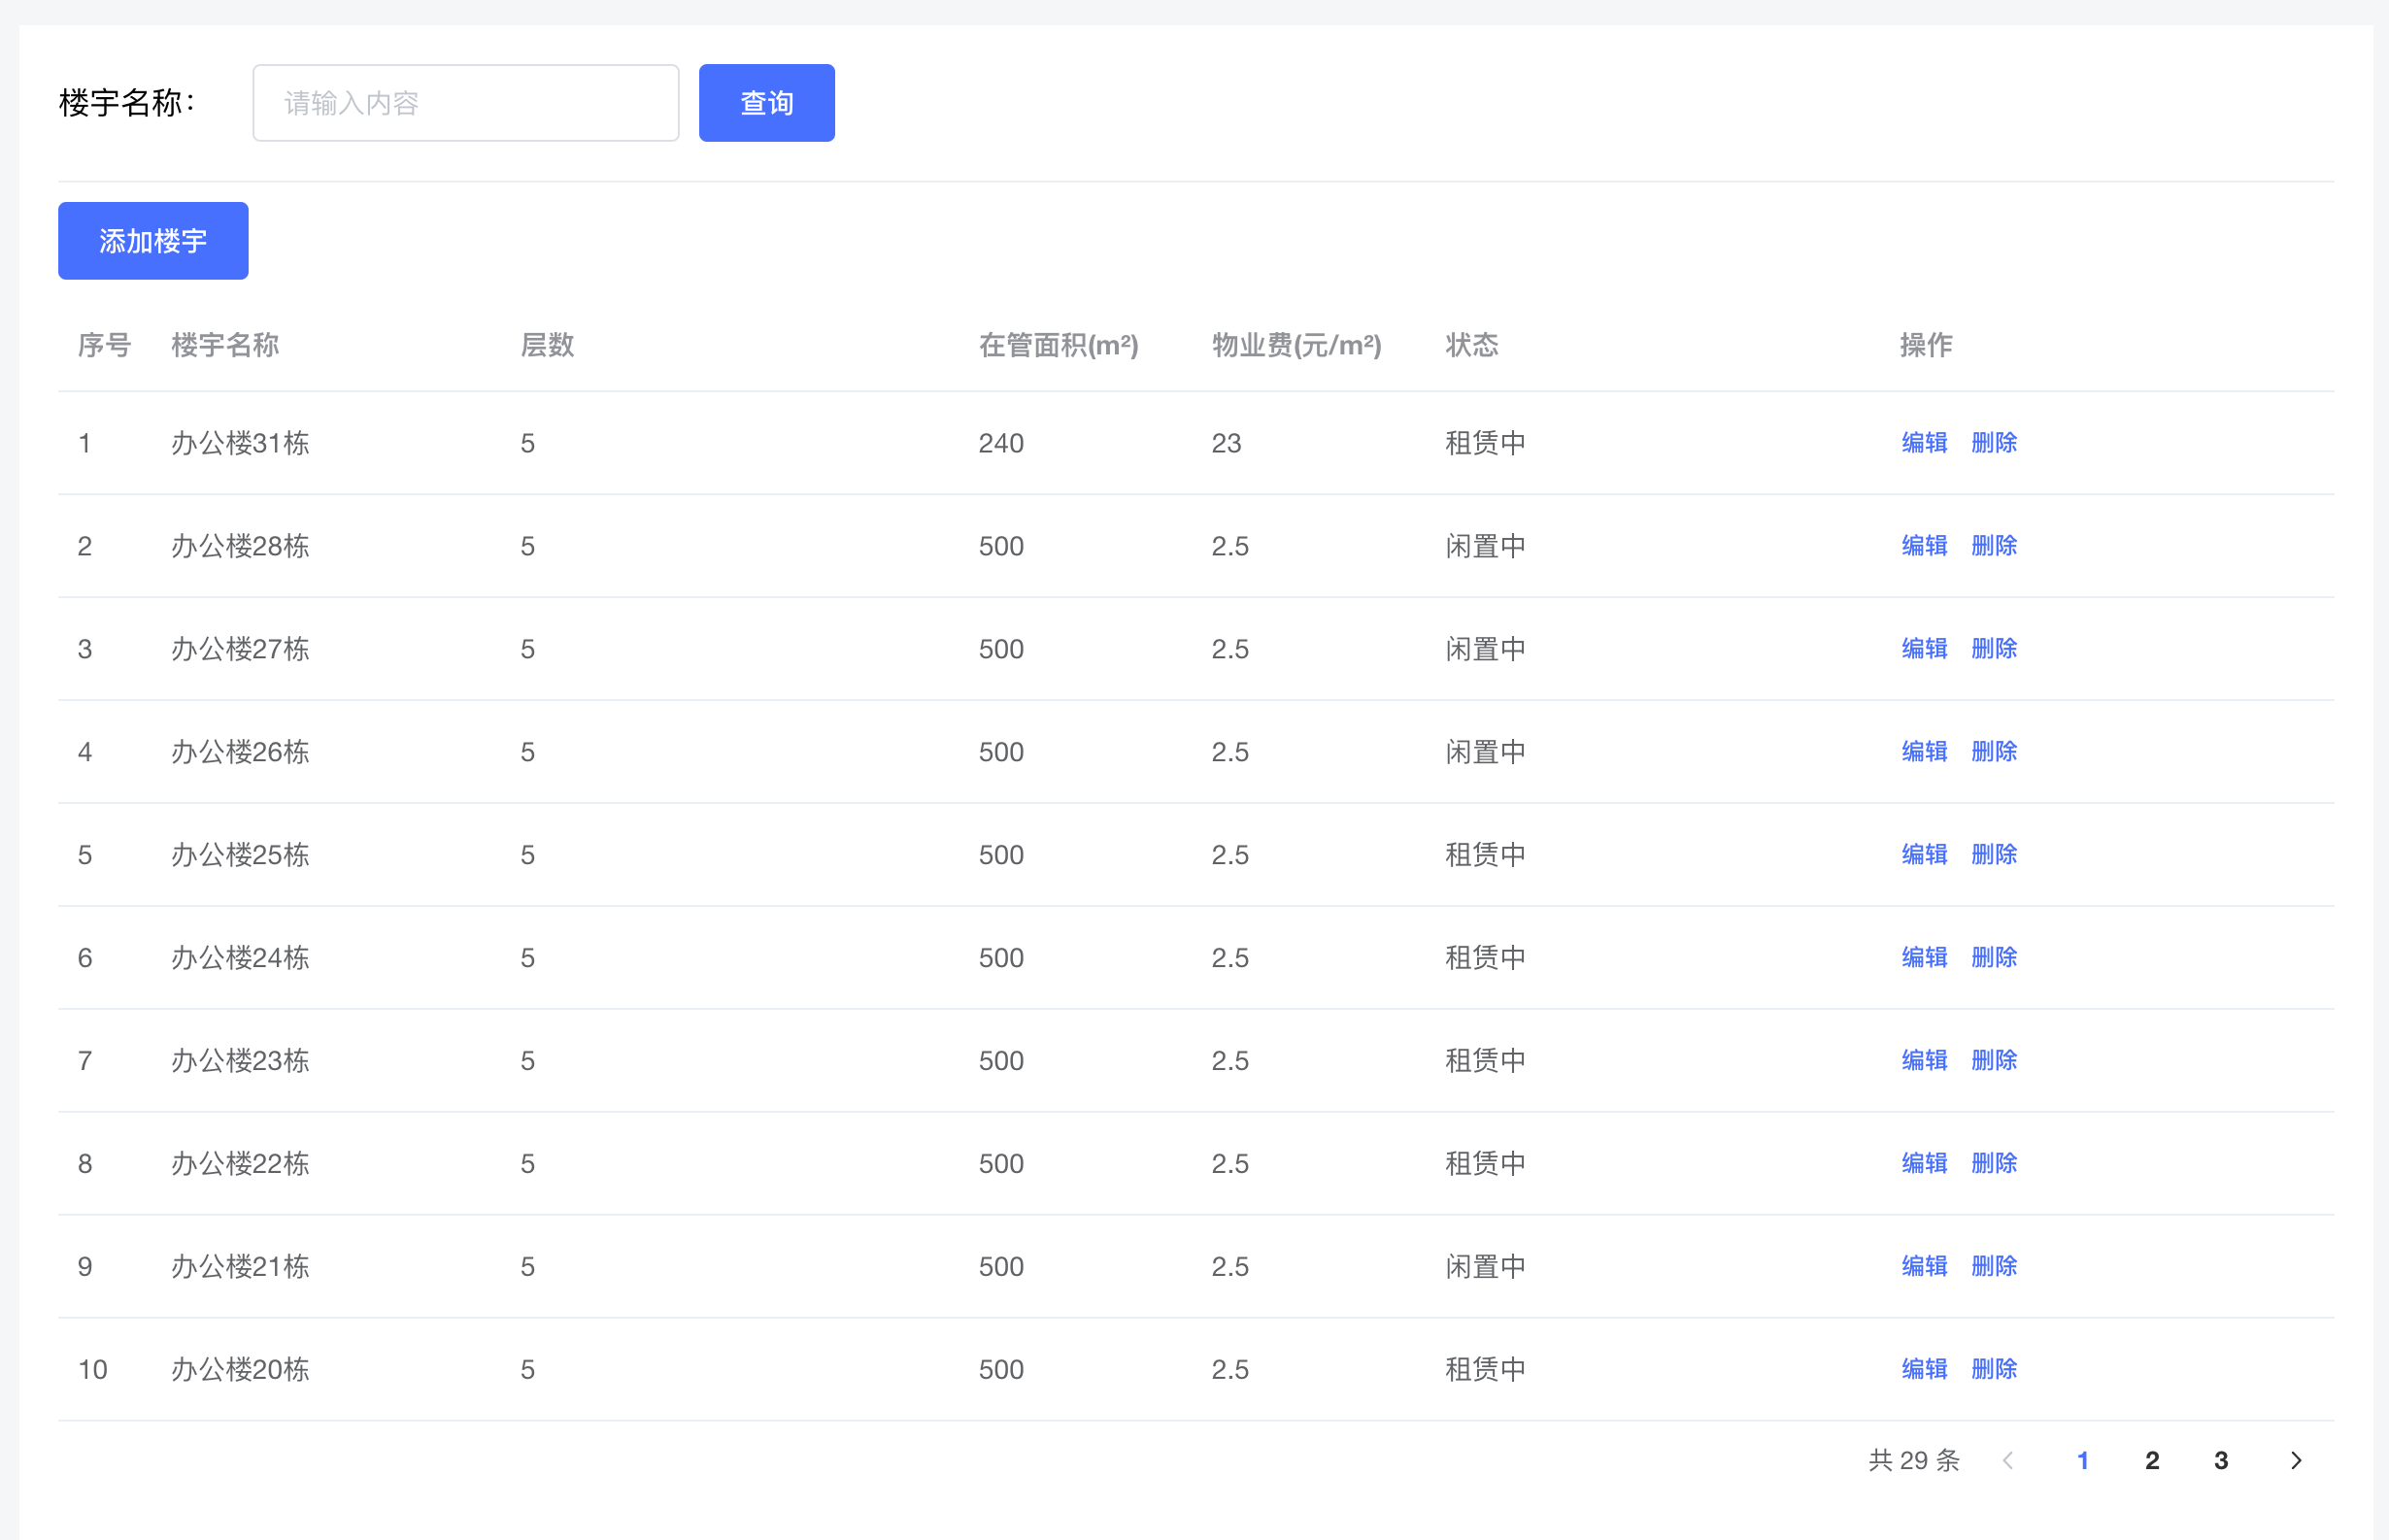 楼宇名称： 请输入内容 查询
添加楼宇
序号 楼宇名称 层数 在管面积(m²) 物业费(元/m²) 状态 操作
1 办公楼31栋 5 240 23 租赁中 编辑 删除
2 办公楼28栋 5 500 2.5 闲置中 编辑 删除
3 办公楼27栋 5 500 2.5 闲置中 编辑 删除
4 办公楼26栋 5 500 2.5 闲置中 编辑 删除
5 办公楼25栋 5 500 2.5 租赁中 编辑 删除
6 办公楼24栋 5 500 2.5 租赁中 编辑 删除
7 办公楼23栋 5 500 2.5 租赁中 编辑 删除
8 办公楼22栋 5 500 2.5 租赁中 编辑 删除
9 办公楼21栋 5 500 2.5 闲置中 编辑 删除
10 办公楼20栋 5 500 2.5 租赁中 编辑 删除
共 29 条 1 2 3